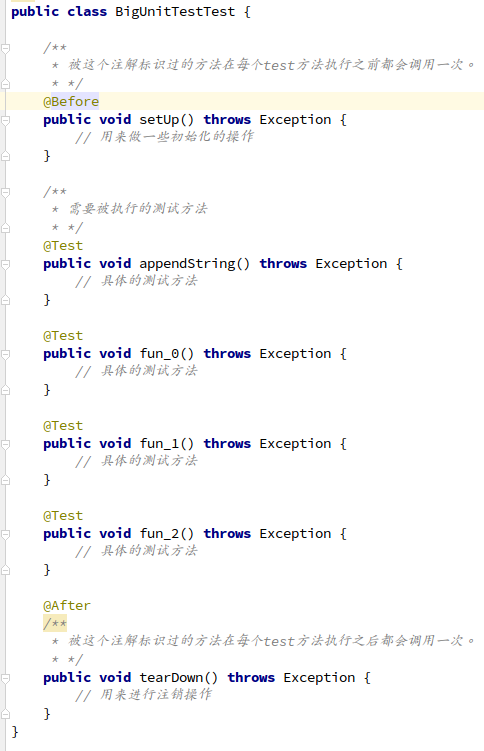 public class BigUnitTestTest {
/**
* 被这个注解标识过的方法在每个test方法执行之前都会调用一次。
* */
@Before
public void setUp() throws Exception {
// 用来做一些初始化的操作
}
/**
* 需要被执行的测试方法
* */
@Test
public void appendString() throws Exception {
// 具体的测试方法
}
@Test
public void fun_0() throws Exception {
// 具体的测试方法
}
@Test
public void fun_1() throws Exception {
// 具体的测试方法
}
@Test
public void fun_2() throws Exception {
// 具体的测试方法
}
@After
/**
* 被这个注解标识过的方法在每个test方法执行之后都会调用一次。
* */
public void tearDown() throws Exception {
// 用来进行注销操作
}
}